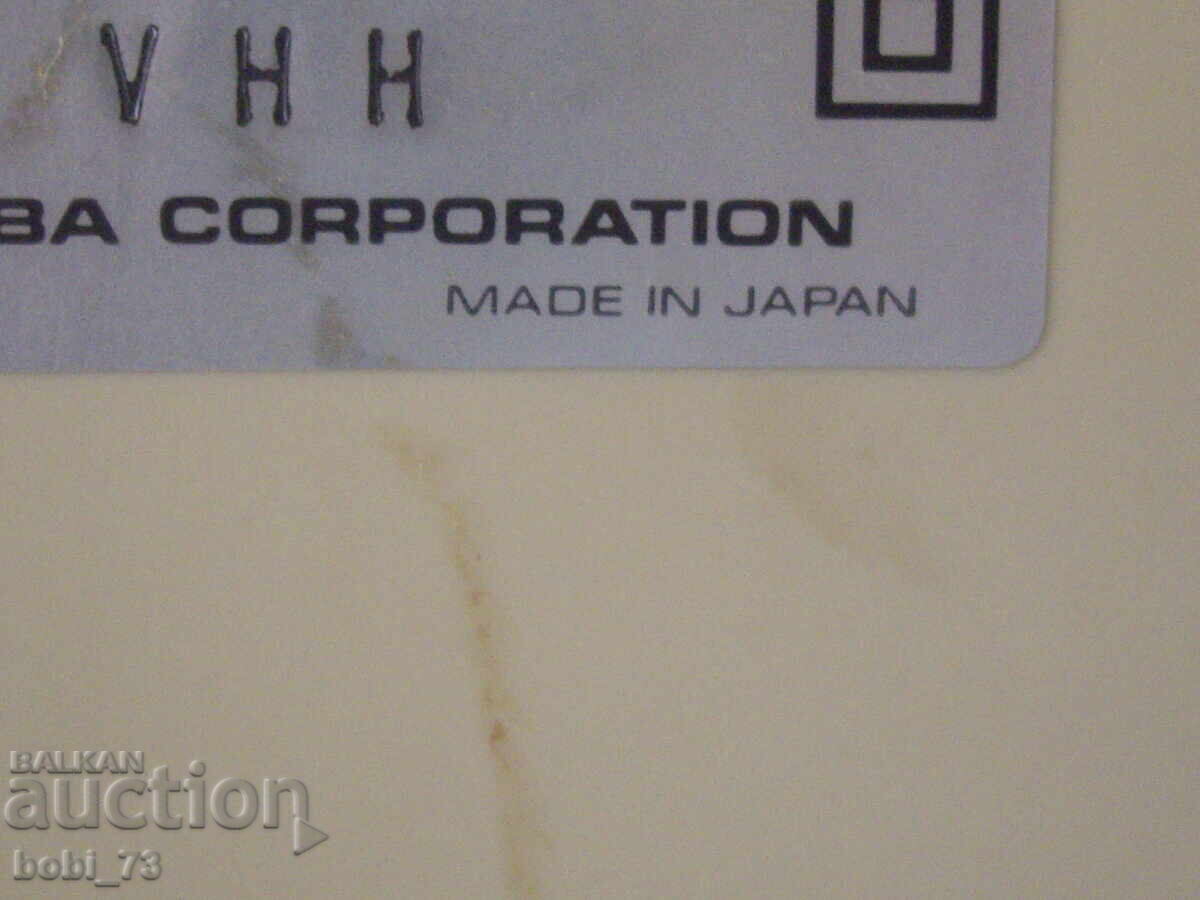 VHH
BA CORPORATION
MADE IN JAPAN
BALKAN
auction
bobi_73